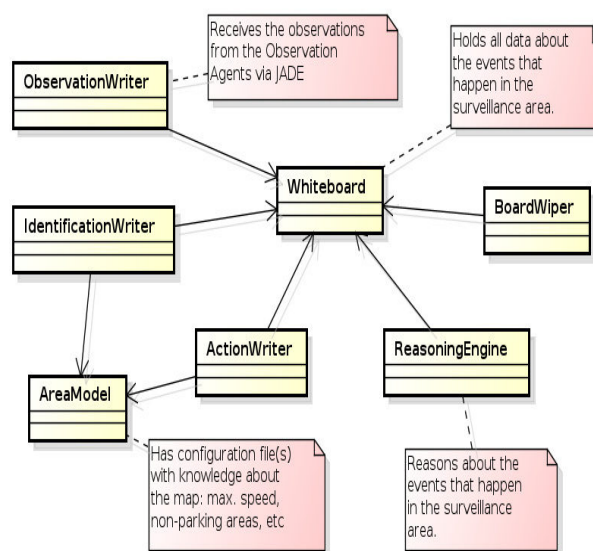 Receives the observations
from the Observation
Agents via JADE
Holds all data about
the events that
happen in the
surveillance area.
ObservationWriter
Whiteboard
IdentificationWriter
BoardWiper
ActionWriter
ReasoningEngine
AreaModel
Has configuration file(s)
with knowledge about
the map: max. speed,
non-parking areas, etc
Reasons about the
events that happen
in the surveillance
area.